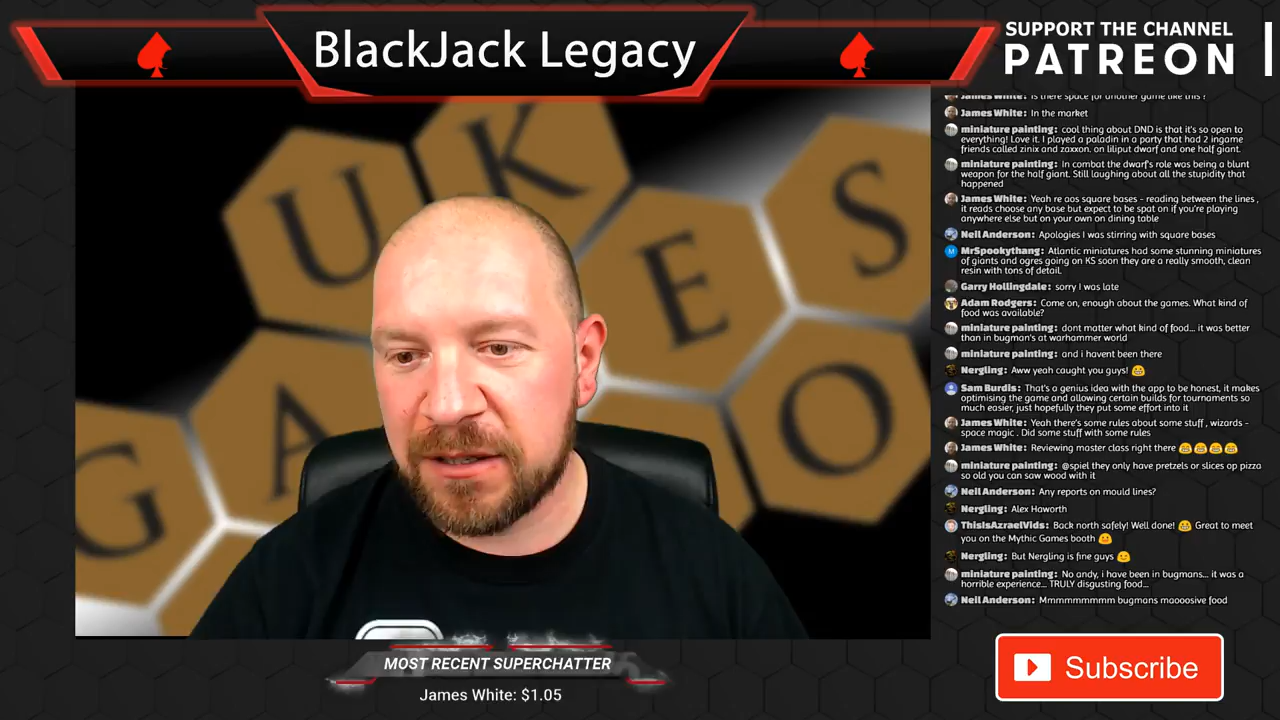 BlackJack Legacy
SUPPORT THE CHANNEL
PATREON
U K E S
G A O
James White: Is there space for another game like this ?
James White: In the market
miniature painting: cool thing about DND is that it's so open to
everything! Love it. I played a paladin in a party that had 2 ingame
friends called zinix and zaxxon. on liliput dwarf and one half giant.
miniature painting: In combat the dwarf's role was being a blunt
weapon for the half giant. Still laughing about all the stupidity that
happened
James White: Yeah re aos square bases - reading between the lines ,
it reads choose any base but expect to be spat on if you're playing
anywhere else but on your own on dining table
Neil Anderson: Apologies I was stirring with square bases
M MrSpookythang: Atlantic miniatures had some stunning miniatures
of giants and ogres going on KS soon they are a really smooth, clean
resin with tons of detail.
Garry Hollingdale: sorry I was late
Adam Rodgers: Come on, enough about the games. What kind of
food was available?
miniature painting: dont matter what kind of food... it was better
than in bugman's at warhammer world
miniature painting: and i havent been there
Nergling: Aww yeah caught you guys! 😁
Sam Burdis: That's a genius idea with the app to be honest, it makes
optimising the game and allowing certain builds for tournaments so
much easier, just hopefully they put some effort into it
James White: Yeah there's some rules about some stuff , wizards -
space magic . Did some stuff with some rules
James White: Reviewing master class right there 😂😂😂😂
miniature painting: @spiel they only have pretzels or slices op pizza
so old you can saw wood with it
Neil Anderson: Any reports on mould lines?
Nergling: Alex Haworth
ThisIsAzraelVids: Back north safely! Well done! 😁 Great to meet
you on the Mythic Games booth 🙂
Nergling: But Nergling is fine guys 😉
miniature painting: No andy, i have been in bugmans... it was a
horrible experience... TRULY disgusting food...
Neil Anderson: Mmmmmmmm bugmans maooosive food
MOST RECENT SUPERCHATTER
James White: $1.05
Subscribe